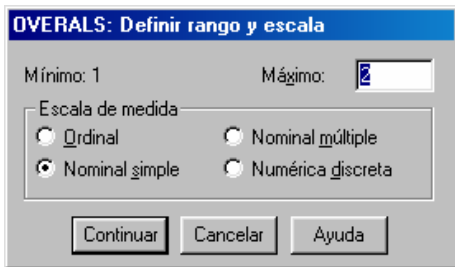 OVERALS: Definir rango y escala
Mínimo: 1 Máximo: 2
Escala de medida
Ordinal Nominal múltiple
Nominal simple Numérica discreta
Continuar Cancelar Ayuda